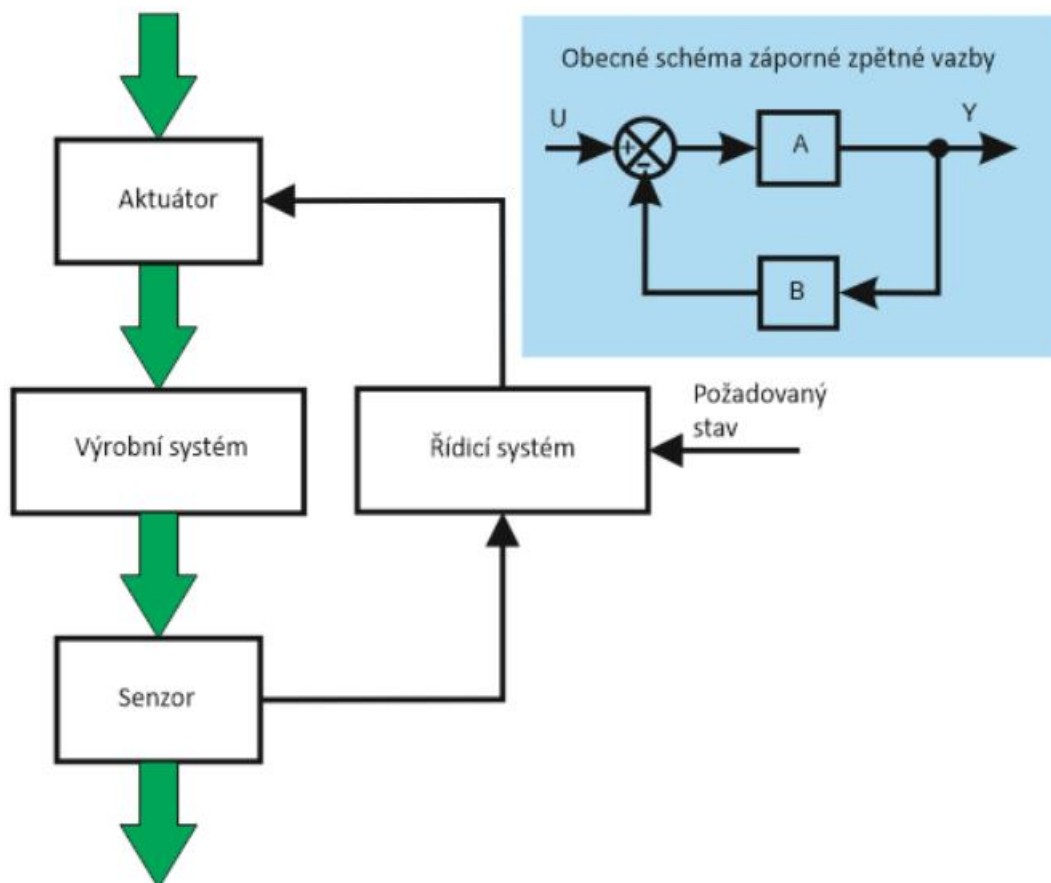 Obecné schéma záporné zpětné vazby
U
Y
+
A
-
B
Aktuátor
Výrobní systém
Řídicí systém
Požadovaný
stav
Senzor